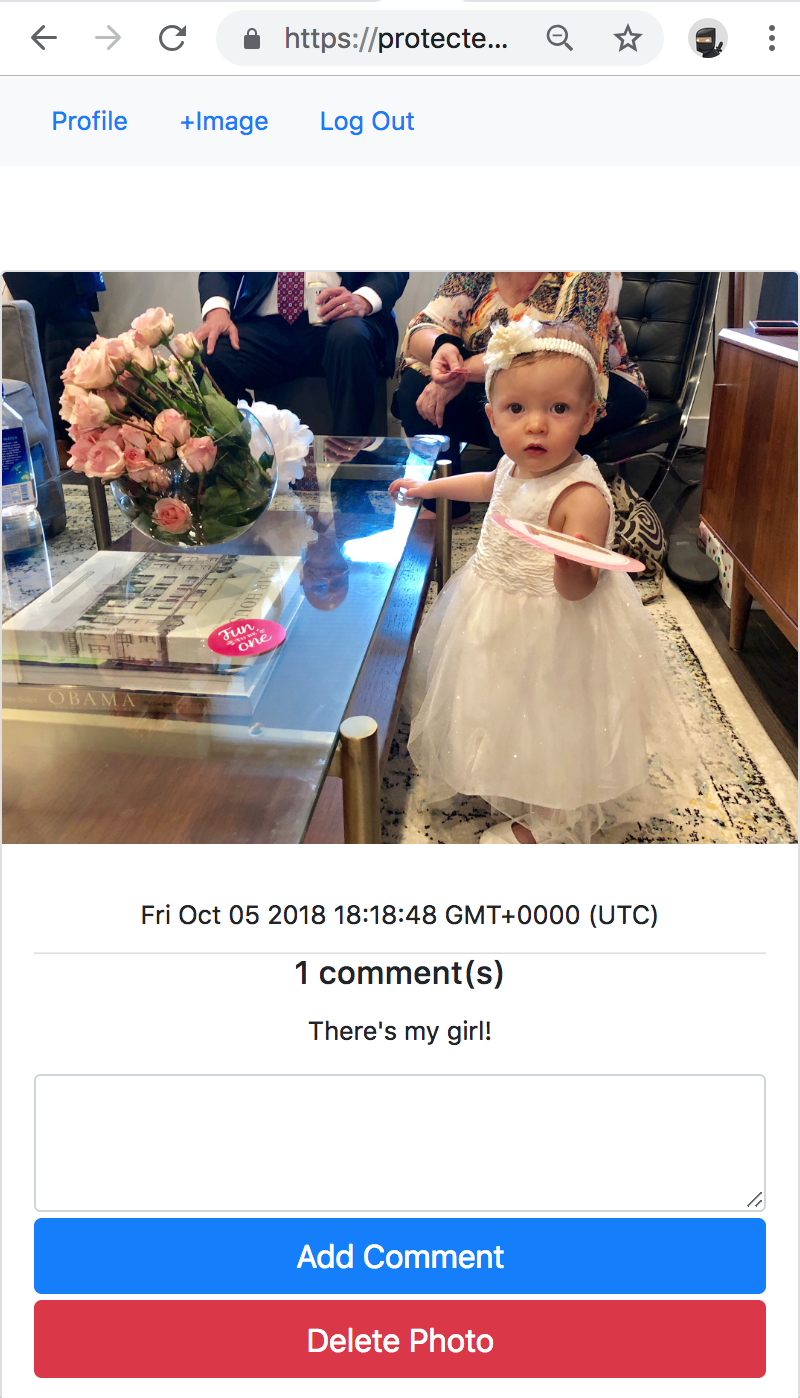 https://protecte...
Profile +Image Log Out
Fun
TO BE
one
OBAMA
Fri Oct 05 2018 18:18:48 GMT+0000 (UTC)
1 comment(s)
There's my girl!
Add Comment
Delete Photo